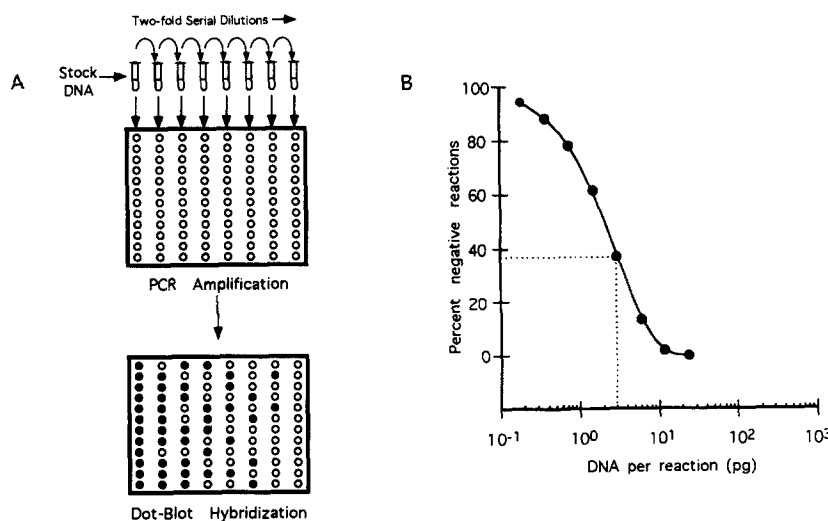 Two-fold Serial Dilutions
A
Stock
DNA
PCR Amplification
Dot-Blot Hybridization
B
Percent negative reactions
100
80
60
40
20
0
10-1
100
101
102
103
DNA per reaction (pg)